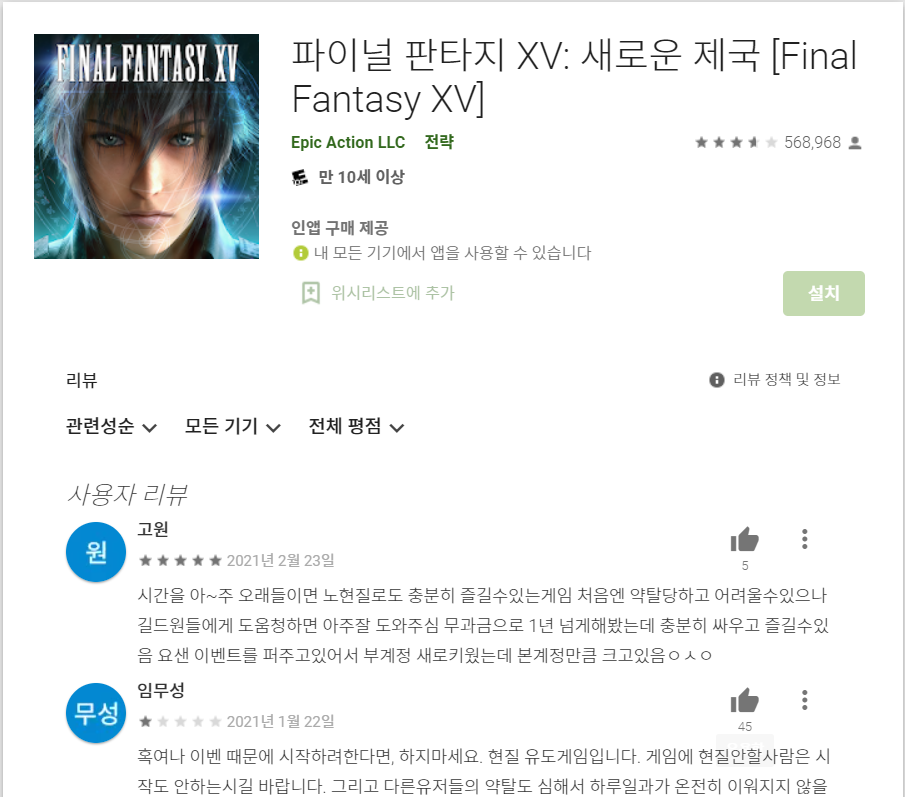 FINAL FANTASY XV
파이널 판타지 XV: 새로운 제국 [Final
Fantasy XV]
Epic Action LLC 전략
568,968
만 10세 이상
인앱 구매 제공
내 모든 기기에서 앱을 사용할 수 있습니다
위시리스트에 추가
설치
리뷰
리뷰 정책 및 정보
관련성순 모든 기기 전체 평점
사용자 리뷰
원
고원
2021년 2월 23일
5
시간을 아~주 오래들이면 노현질로도 충분히 즐길수있는게임 처음엔 약탈당하고 어려울수있으나
길드원들에게 도움청하면 아주잘 도와주심 무과금으로 1년 넘게해봤는데 충분히 싸우고 즐길수있
음 요샌 이벤트를 퍼주고있어서 부계정 새로키웠는데 본계정만큼 크고있음ㅇㅅㅇ
무성
임무성
2021년 1월 22일
45
혹여나 이벤 때문에 시작하려한다면, 하지마세요. 현질 유도게임입니다. 게임에 현질안할사람은 시
작도 안하는시길 바랍니다. 그리고 다른유저들의 약탈도 심해서 하루일과가 온전히 이워지지 않을